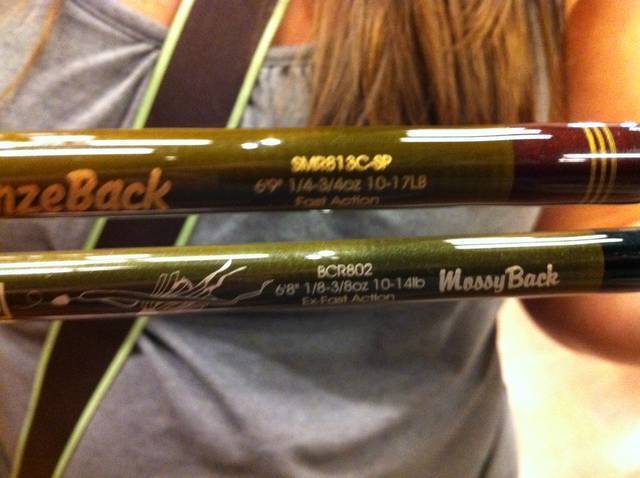 nzeBack
SMR813C-SP
6'9" 1/4-3/4oz 10-17LB
Fast Action
BCR802
6'8" 1/8-3/8oz 10-14lb
Ex-Fast Action
MossyBack